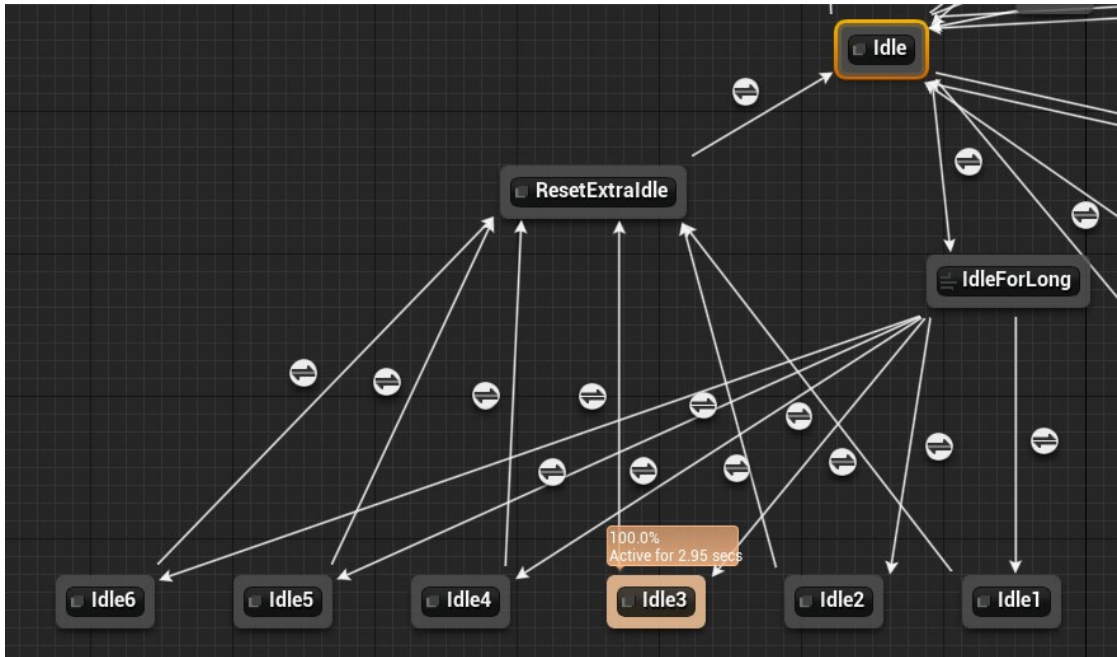 Idle
ResetExtraIdle
IdleForLong
100.0%
Active for 2.95 secs
Idle6
Idle5
Idle4
Idle3
Idle2
Idle1